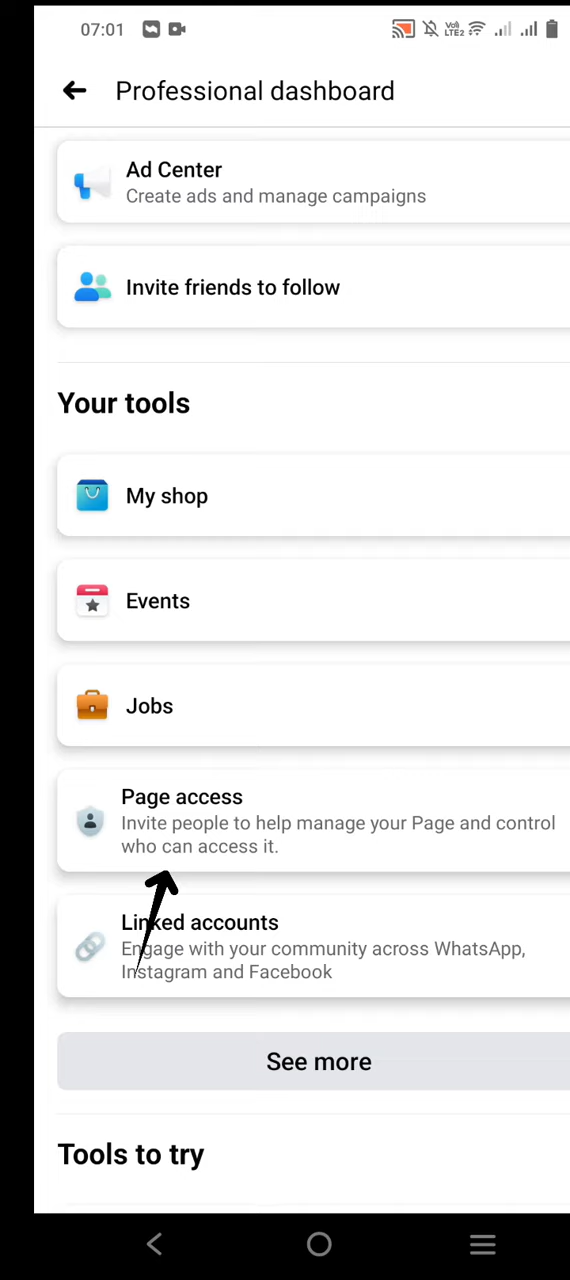 07:01
Voll
LTE2
Professional dashboard
Ad Center
Create ads and manage campaigns
Invite friends to follow
Your tools
My shop
Events
Jobs
Page access
Invite people to help manage your Page and control
who can access it.
Linked accounts
Engage with your community across WhatsApp,
Instagram and Facebook
See more
Tools to try